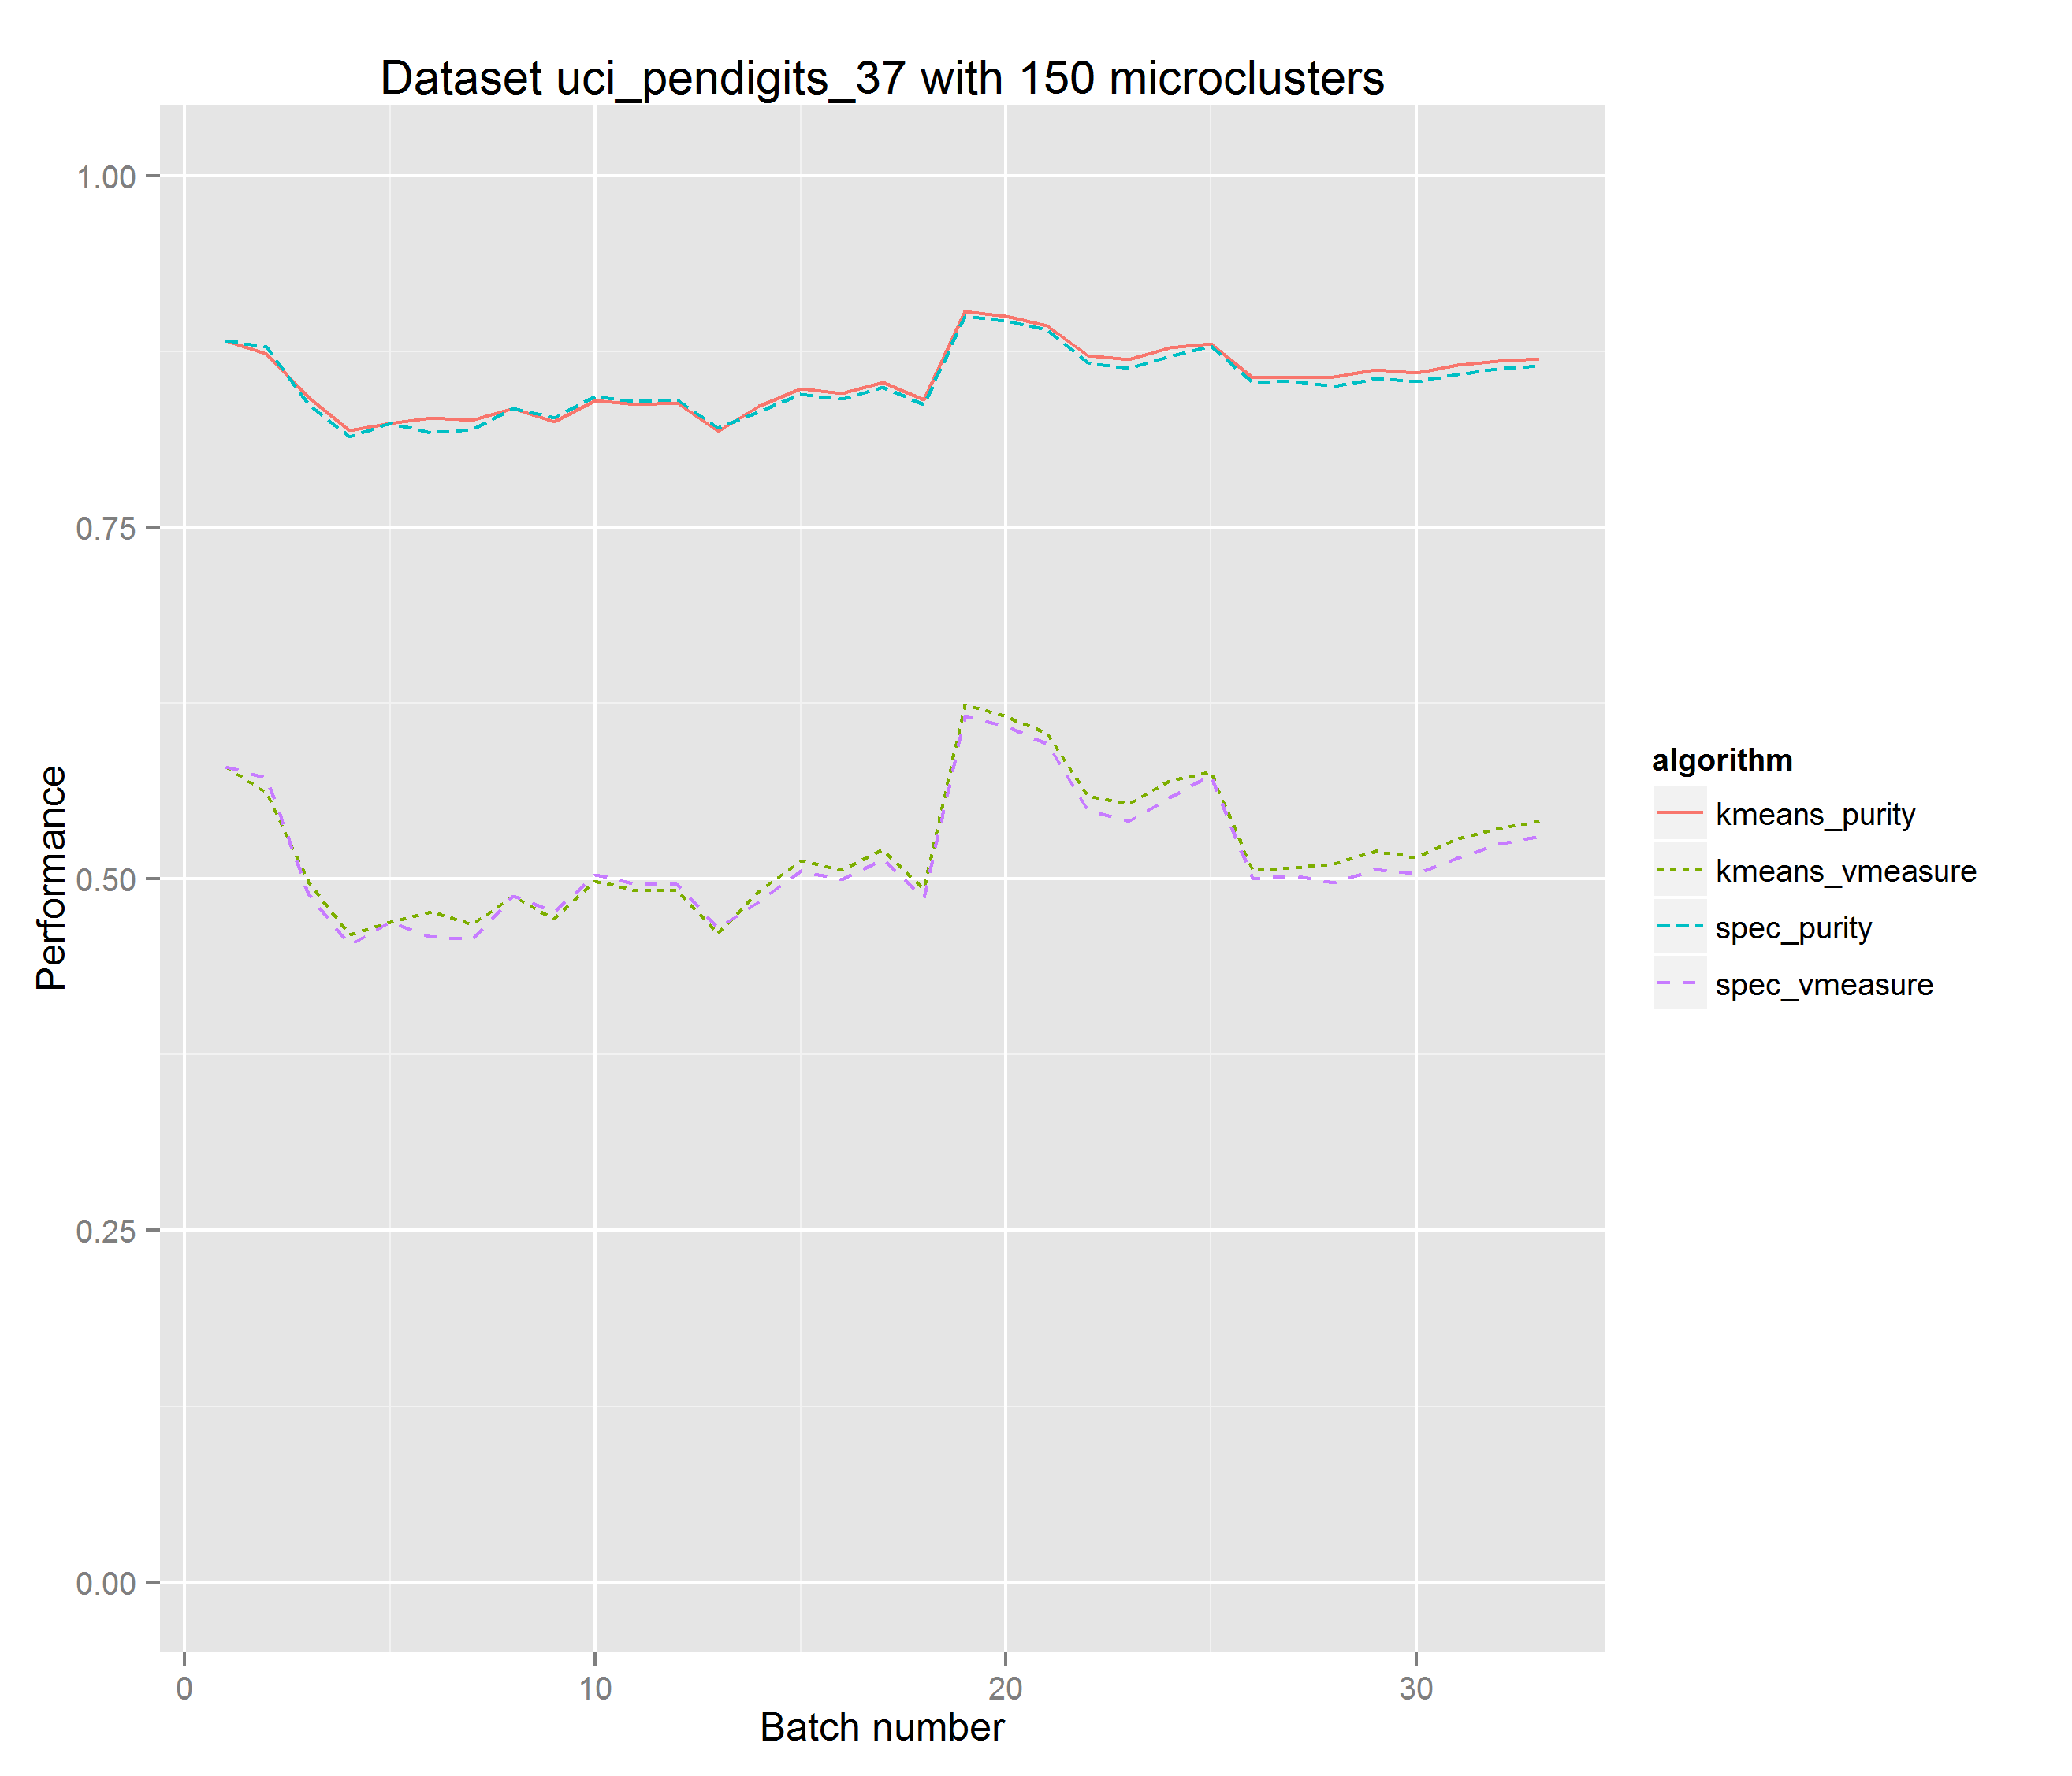 Dataset uci_pendigits_37 with 150 microclusters
1.00
0.75
0.50
0.25
0.00
Performance
0 10 20 30
Batch number
algorithm
kmeans_purity
kmeans_vmeasure
spec_purity
spec_vmeasure